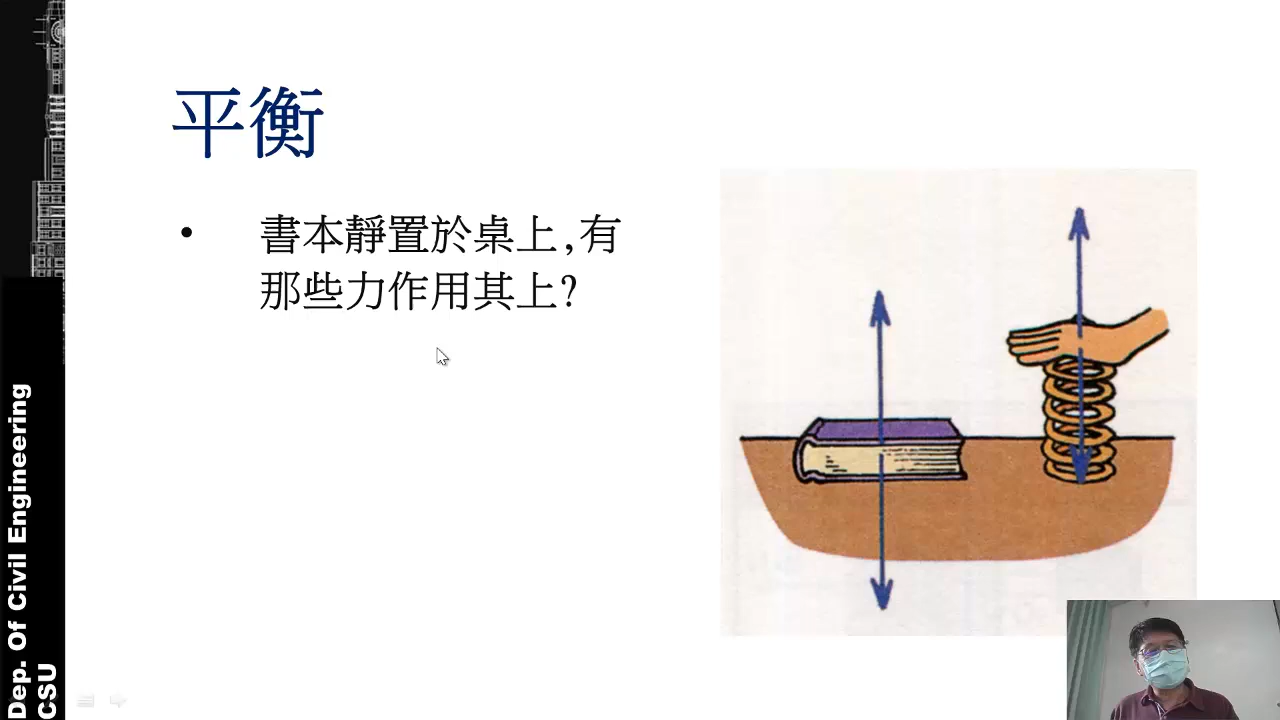 平衡
• 書本靜置於桌上,有
那些力作用其上?
Dep. Of Civil Engineering
CSU